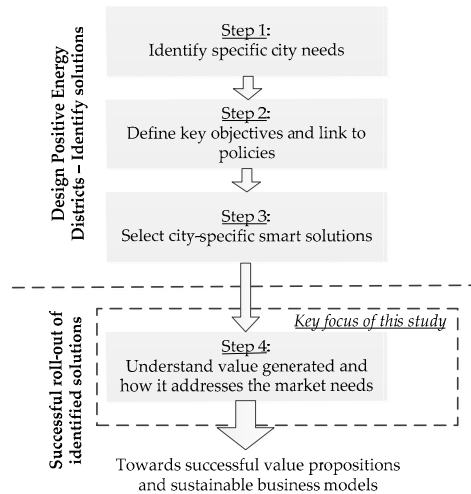 Design Positive Energy
Districts – Identify solutions
Step 1:
Identify specific city needs
Step 2:
Define key objectives and link to
policies
Step 3:
Select city-specific smart solutions
Successful roll-out of
identified solutions
Key focus of this study
Step 4:
Understand value generated and
how it addresses the market needs
Towards successful value propositions
and sustainable business models